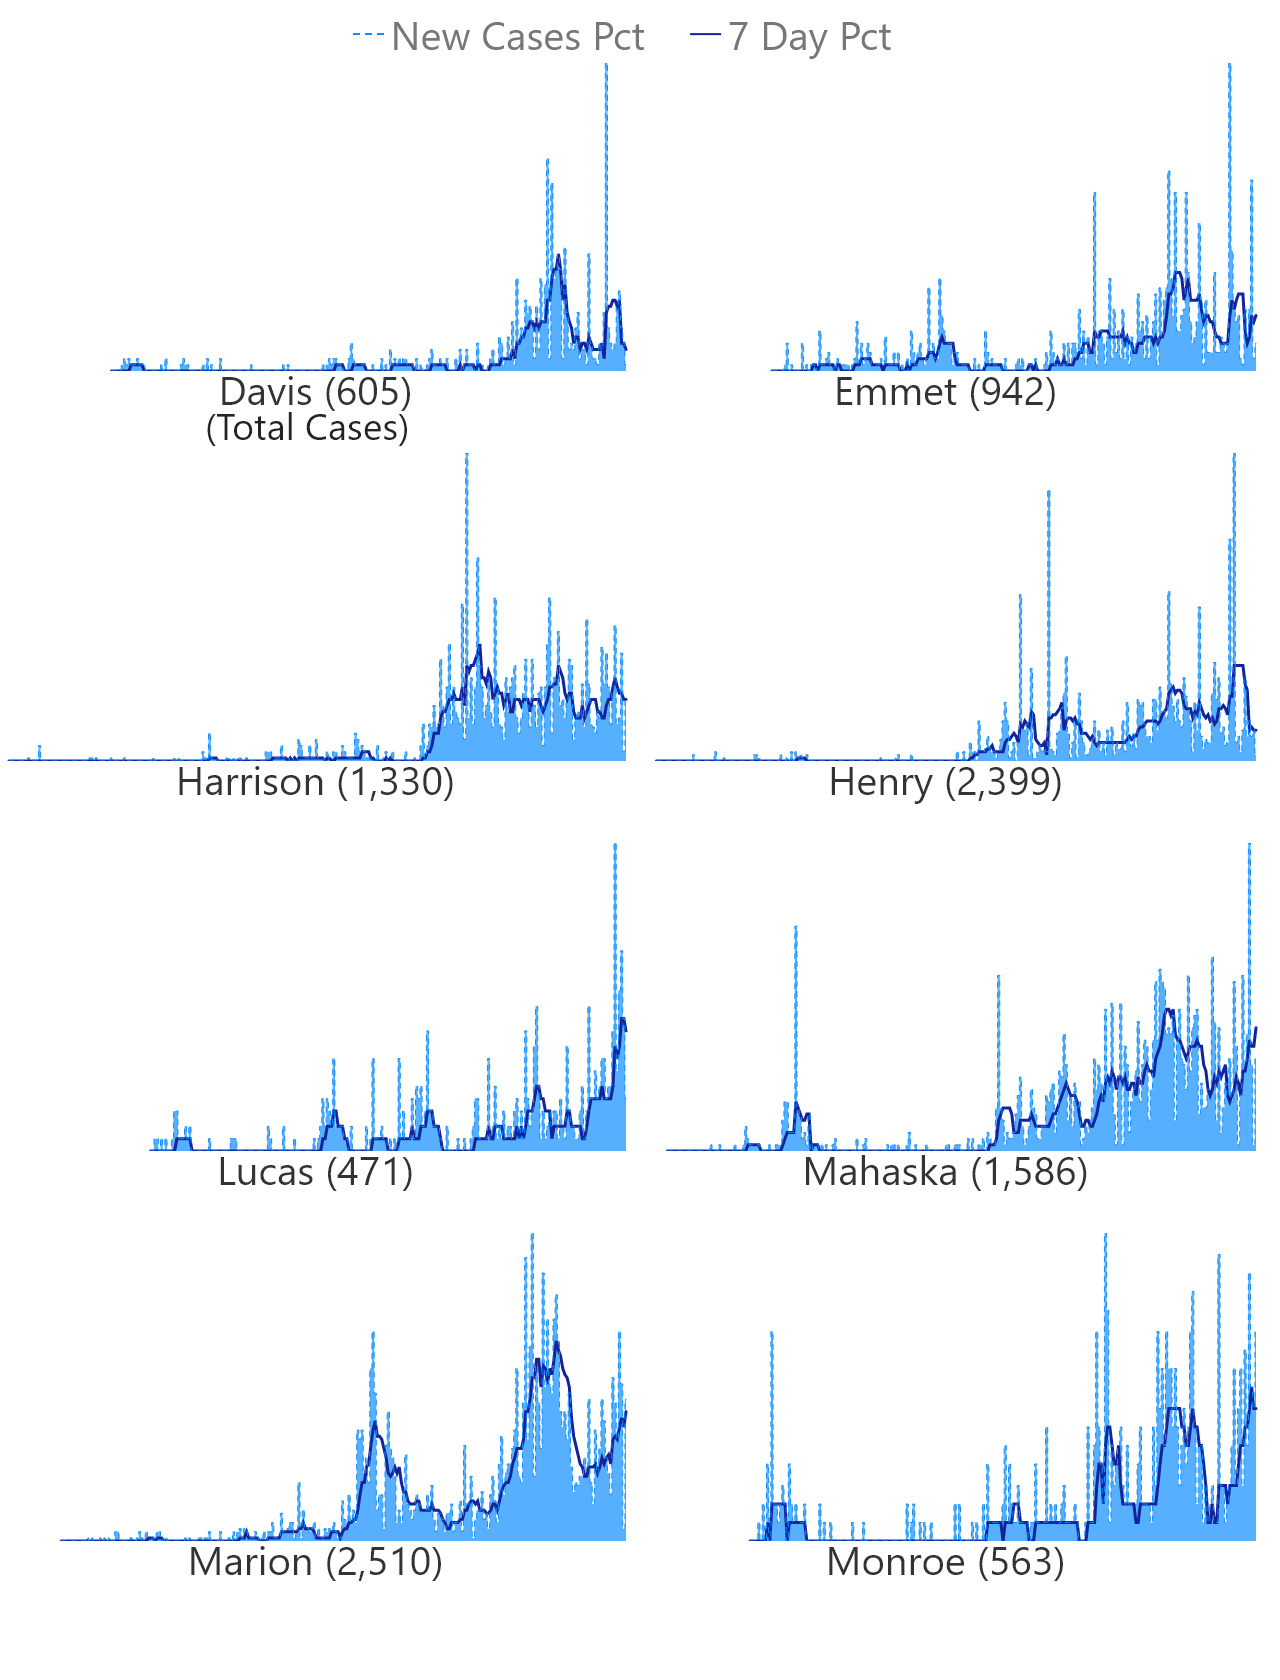 New Cases Pct 7 Day Pct
Davis (605) Emmet (942)
(Total Cases)
Harrison (1,330) Henry (2,399)
Lucas (471) Mahaska (1,586)
Marion (2,510) Monroe (563)